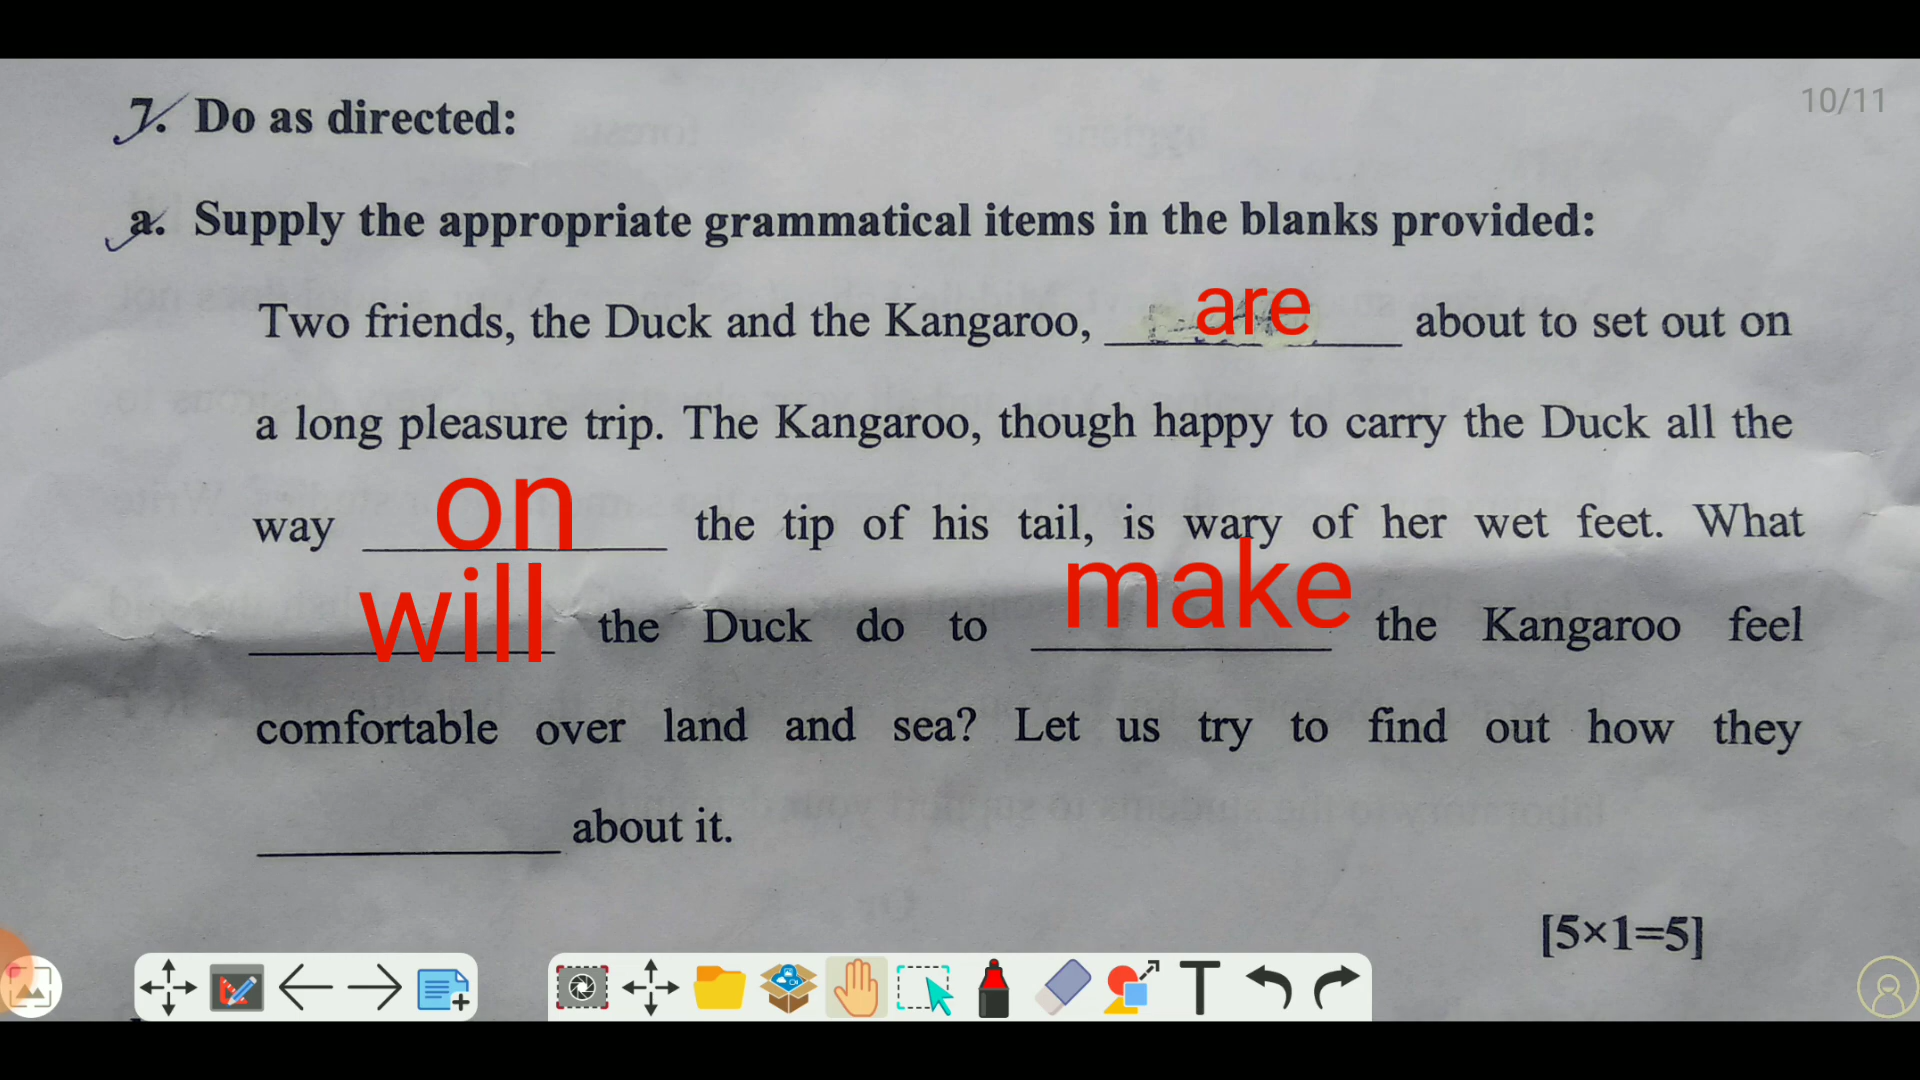 10/11
7. Do as directed:
a. Supply the appropriate grammatical items in the blanks provided:
Two friends, the Duck and the Kangaroo, are about to set out on
a long pleasure trip. The Kangaroo, though happy to carry the Duck all the
way on the tip of his tail, is wary of her wet feet. What
will the Duck do to make the Kangaroo feel
comfortable over land and sea? Let us try to find out how they
about it.
[5×1=5]